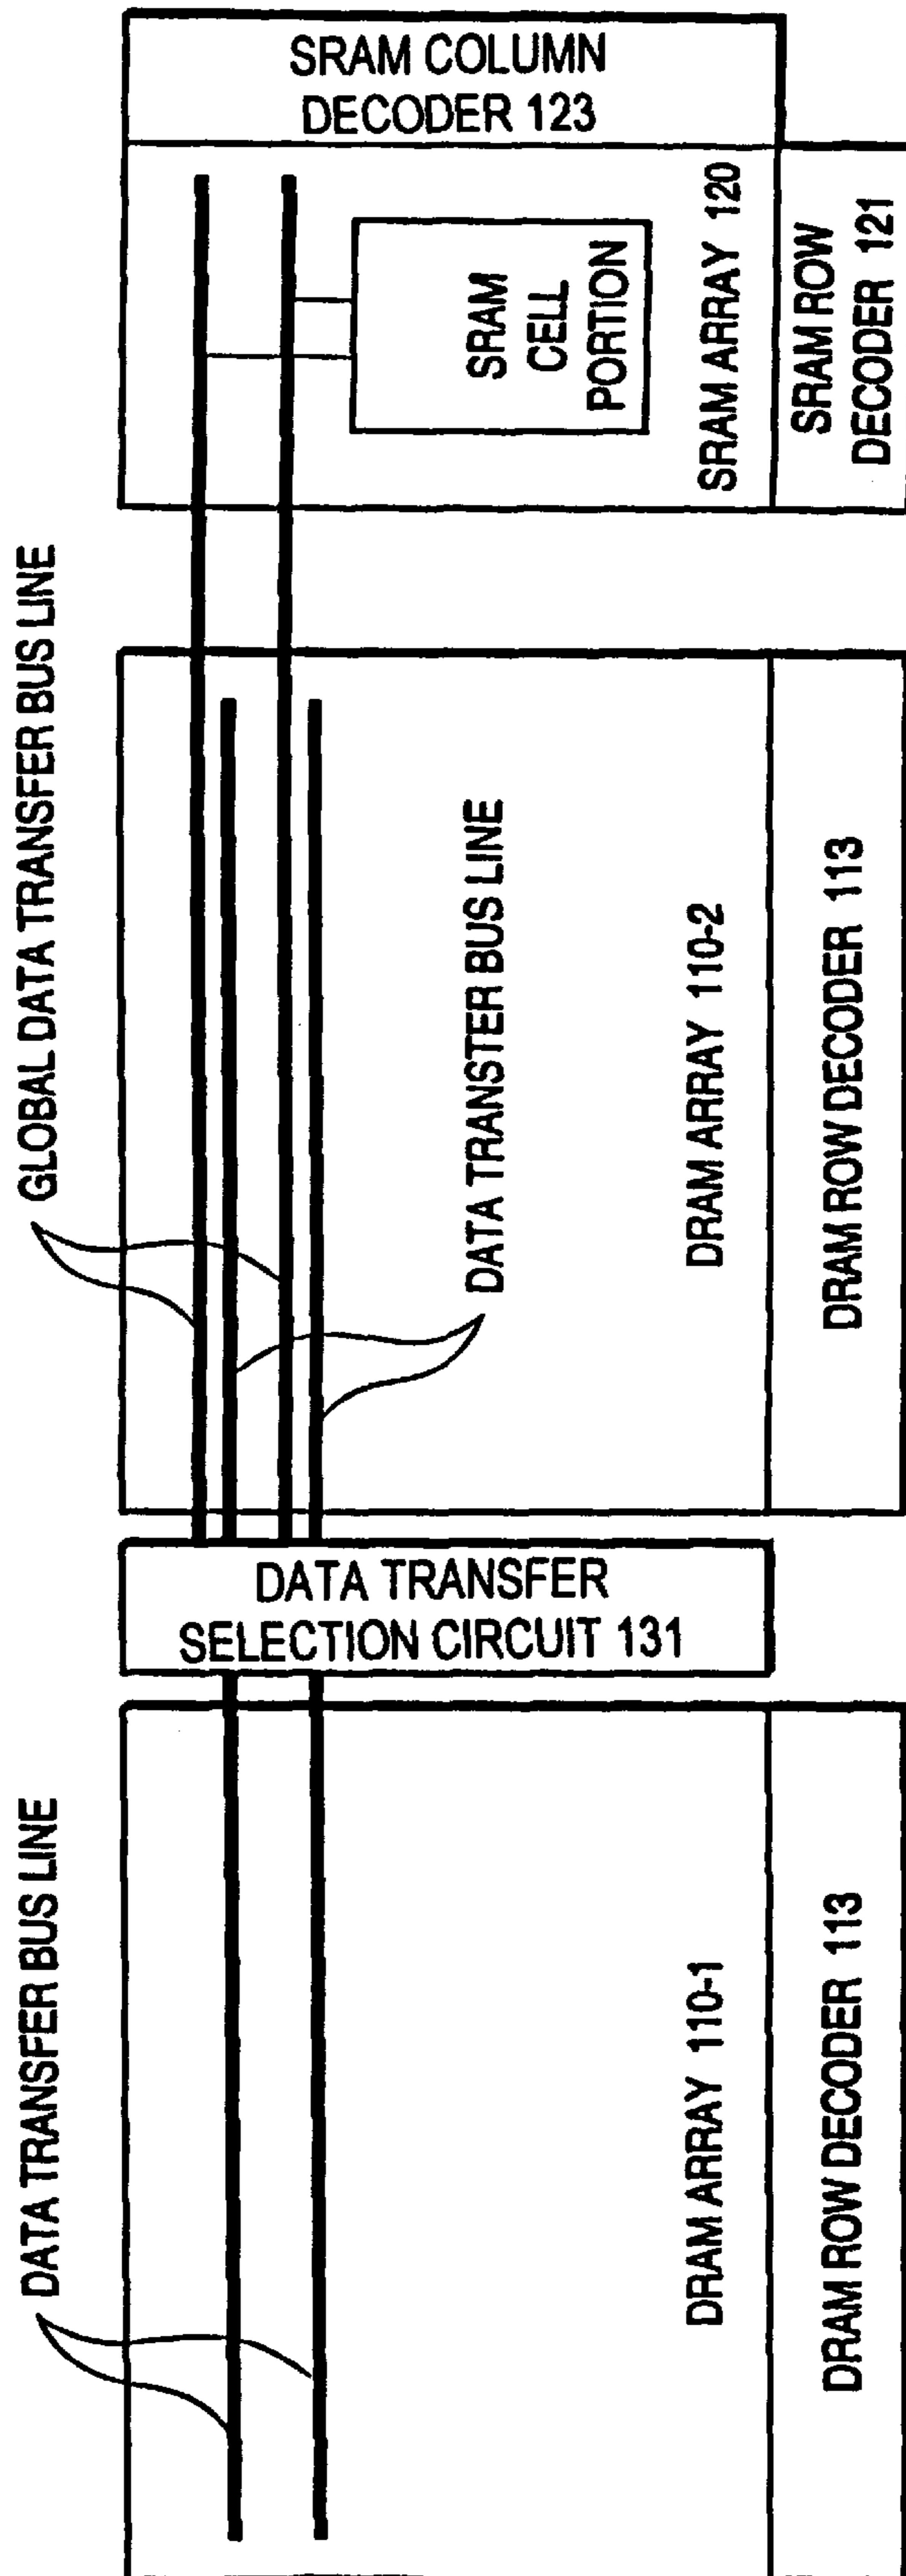 SRAM COLUMN
DECODER 123
SRAM
CELL
PORTION
SRAM ARRAY 120
SRAM ROW
DECODER 121
GLOBAL DATA TRANSFER BUS LINE
DATA TRANSTER BUS LINE
DRAM ARRAY 110-2
DRAM ROW DECODER 113
DATA TRANSFER
SELECTION CIRCUIT 131
DATA TRANSFER BUS LINE
DRAM ARRAY 110-1
DRAM ROW DECODER 113